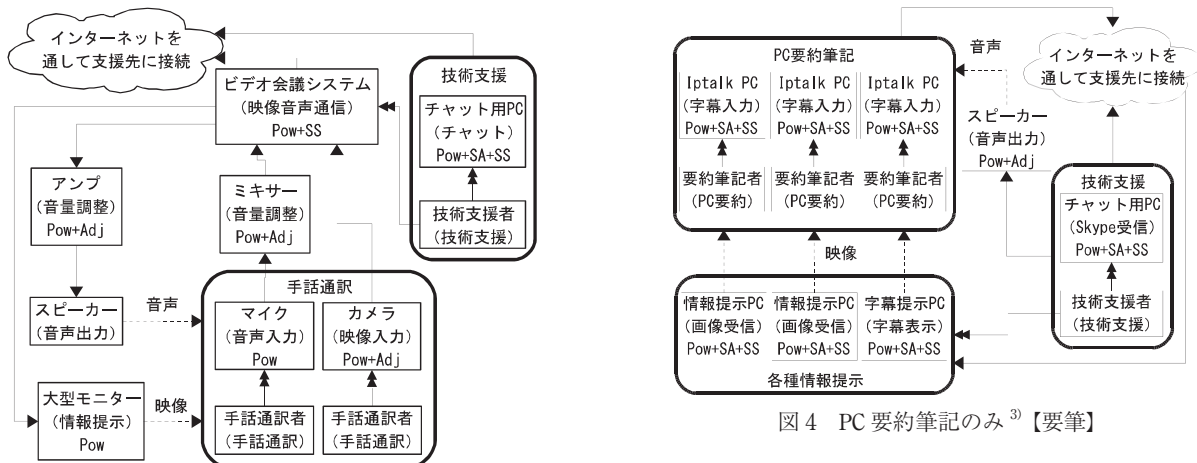 インターネットを
通して支援先に接続
ビデオ会議システム
(映像音声通信)
Pow+SS
技術支援
チャット用PC
(チャット)
Pow+SA+SS
技術支援者
(技術支援)
アンプ
(音量調整)
Pow+Adj
ミキサー
(音量調整)
Pow+Adj
スピーカー
(音声出力)
音声
手話通訳
マイク
(音声入力)
Pow
カメラ
(映像入力)
Pow+Adj
大型モニター
(情報提示)
Pow
映像
手話通訳者
(手話通訳)
手話通訳者
(手話通訳)
PC要約筆記
Iptalk PC
(字幕入力)
Pow+SA+SS
Iptalk PC
(字幕入力)
Pow+SA+SS
Iptalk PC
(字幕入力)
Pow+SA+SS
要約筆記者
(PC要約)
要約筆記者
(PC要約)
要約筆記者
(PC要約)
音声
インターネットを
通して支援先に接続
スピーカー
(音声出力)
Pow+Adj
技術支援
チャット用PC
(Skype受信)
Pow+SA+SS
技術支援者
(技術支援)
映像
情報提示PC
(画像受信)
Pow+SA+SS
情報提示PC
(画像受信)
Pow+SA+SS
字幕提示PC
(字幕表示)
Pow+SA+SS
各種情報提示
図4 PC要約筆記のみ3)【要筆】